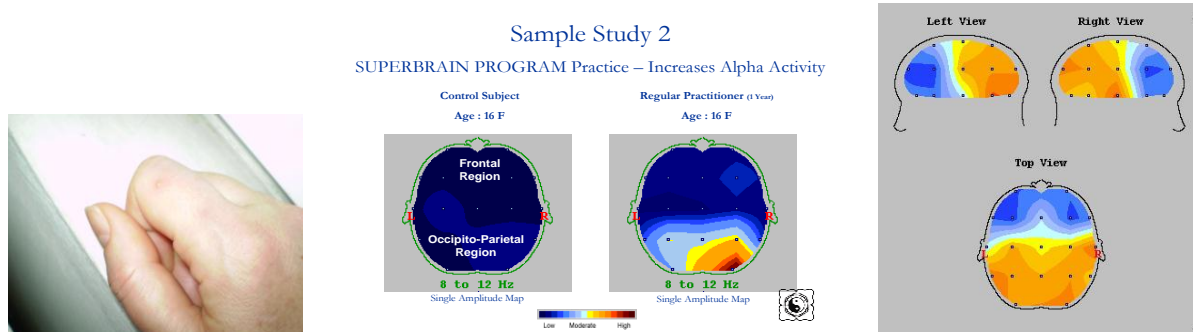 Sample Study 2
SUPERBRAIN PROGRAM Practice – Increases Alpha Activity
Control Subject
Age : 16 F
Regular Practitioner (1 Year)
Age : 16 F
Frontal
Region
L
R
Occipito-Parietal
Region
8 to 12 Hz
Single Amplitude Map
L
R
8 to 12 Hz
Single Amplitude Map
Low Moderate High
Left View
Right View
Top View
L
R